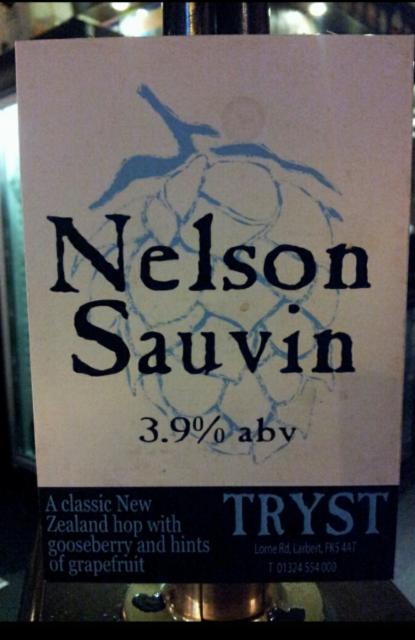 Nelson
Sauvin
3.9% abv
A classic New
Zealand hop with
gooseberry and hints
of grapefruit
TRYST
Lorne Rd, Larbert, FK5 4AT
T 01324 554 000